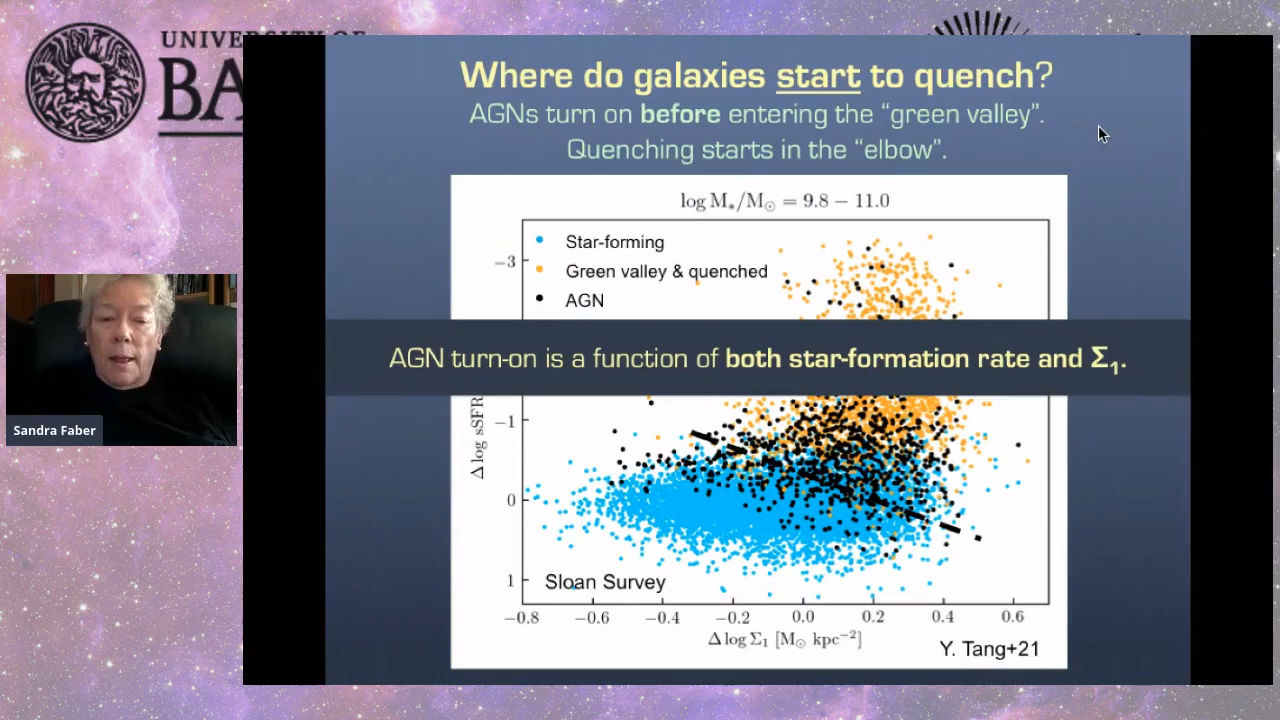 UNIVERSITY OF
BA
Where do galaxies start to quench?
AGNs turn on before entering the “green valley”.
Quenching starts in the “elbow”.
log M*/M⊙ = 9.8 − 11.0
Star-forming
Green valley & quenched
AGN
−3
AGN turn-on is a function of both star-formation rate and Σ1.
−1
0
1
Δ log sSFR
Sloan Survey
−0.8 −0.6 −0.4 −0.2 0.0 0.2 0.4 0.6
Δ log Σ1 [M⊙ kpc−2]
Y. Tang+21
Sandra Faber